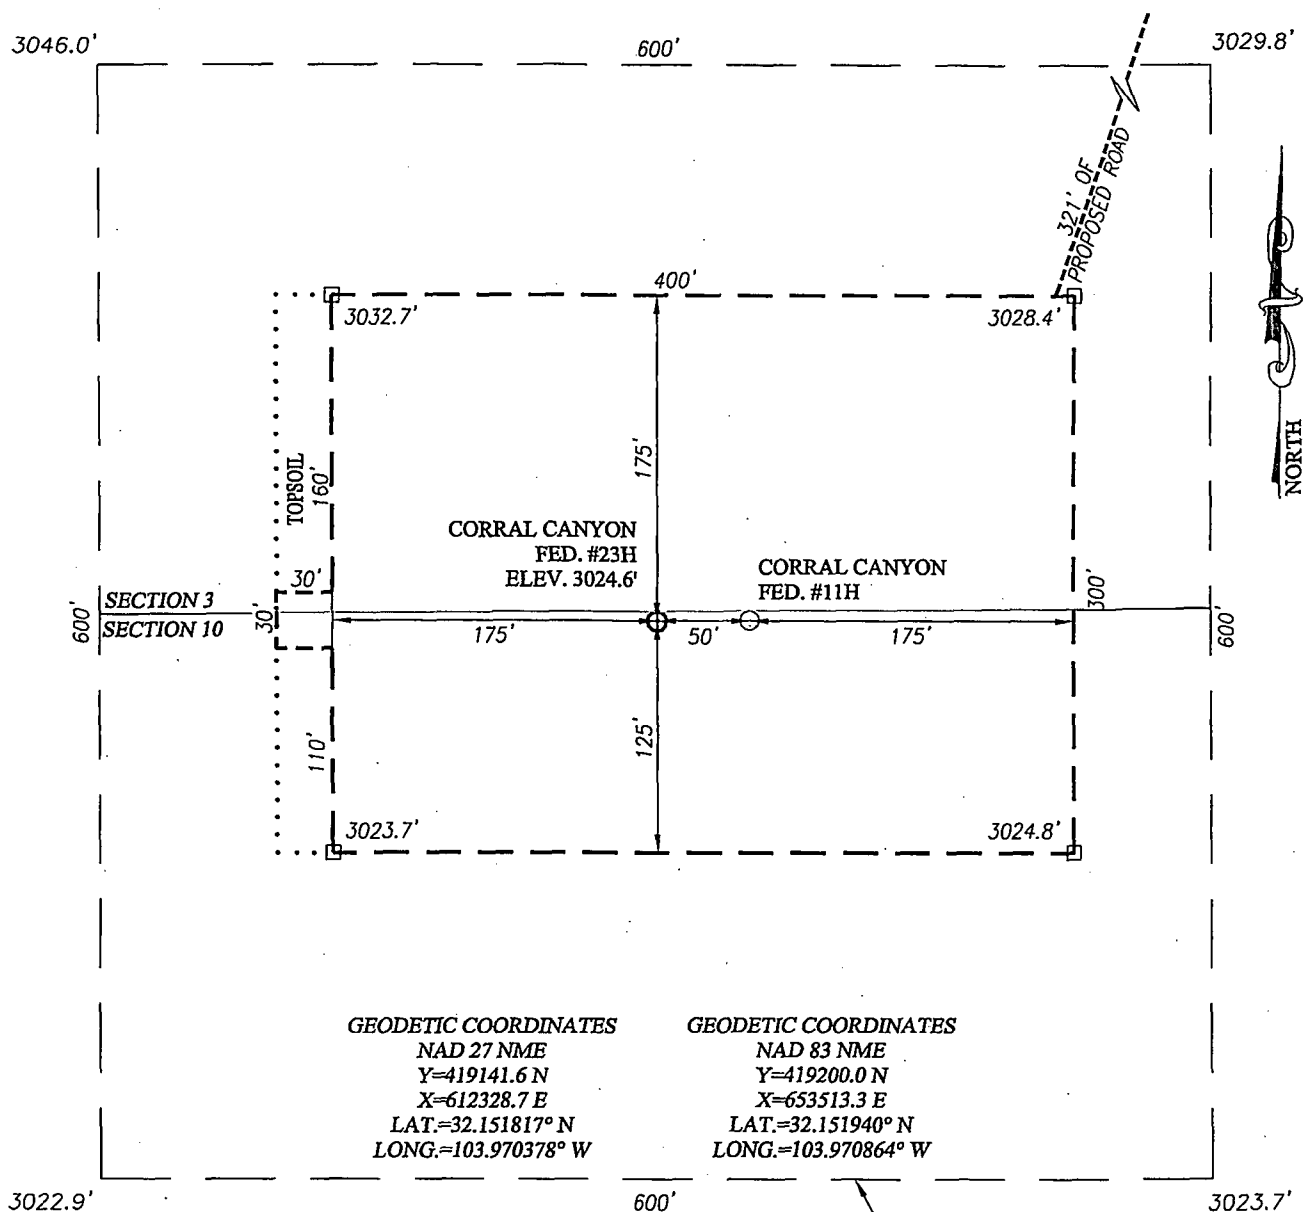 3046.0'
600'
3029.8'
321' OF
PROPOSED ROAD
400'
3032.7'
3028.4'
NORTH
175'
TOPSOIL
160'
CORRAL CANYON
FED. #23H
ELEV. 3024.6'
CORRAL CANYON
FED. #11H
30'
300'
SECTION 3
SECTION 10
600'
30'
175'
50'
175'
600'
125'
110'
3023.7'
3024.8'
GEODETIC COORDINATES
NAD 27 NME
Y=419141.6 N
X=612328.7 E
LAT.=32.151817° N
LONG.=103.970378° W
GEODETIC COORDINATES
NAD 83 NME
Y=419200.0 N
X=653513.3 E
LAT.=32.151940° N
LONG.=103.970864° W
3022.9'
600'
3023.7'